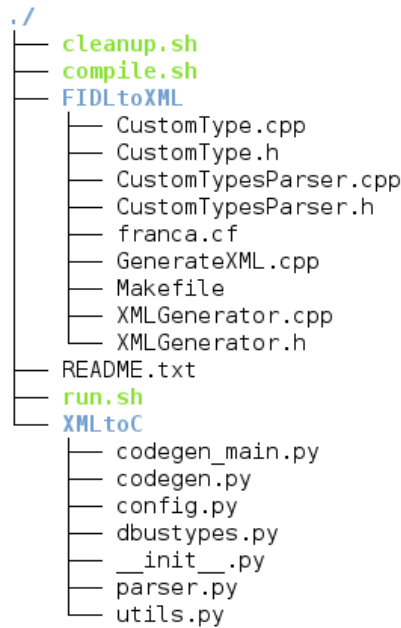 ./
cleanup.sh
compile.sh
FIDLtoXML
CustomType.cpp
CustomType.h
CustomTypesParser.cpp
CustomTypesParser.h
franca.cf
GenerateXML.cpp
Makefile
XMLGenerator.cpp
XMLGenerator.h
README.txt
run.sh
XMLtoC
codegen_main.py
codegen.py
config.py
dbustypes.py
__init__.py
parser.py
utils.py